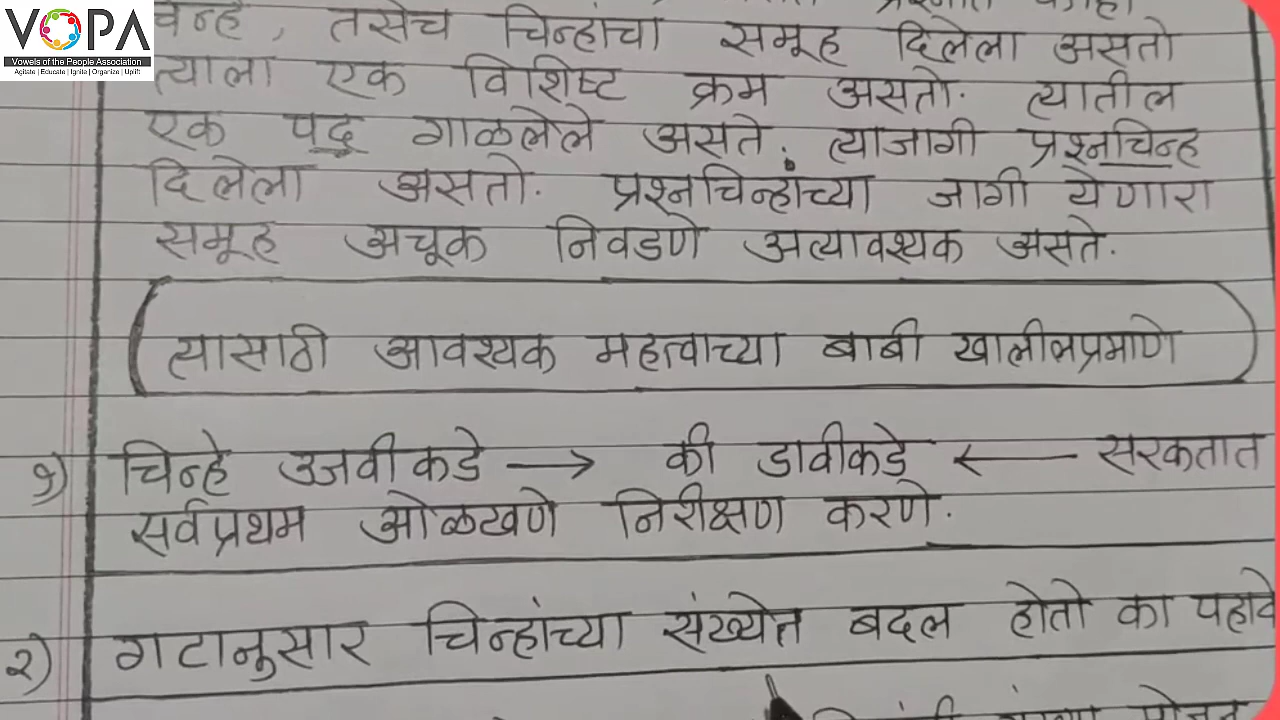 VOPA
Vowels of the People Association
Agitate | Educate | Ignite | Organize | Uplift
चिन्हे, तसेच चिन्हांचा समूह दिलेला असतो
त्याला एक विशिष्ट क्रम असतो. त्यातील
एक पद गाळलेले असते. त्याजागी प्रश्नचिन्ह
दिलेला असतो. प्रश्नचिन्हांच्या जागी येणारा
समूह अचूक निवडणे अत्यावश्यक असते.
त्यासाठी आवश्यक महत्वाच्या बाबी खालीलप्रमाणे
१) चिन्हे उजवीकडे → की डावीकडे ← सरकतात
सर्वप्रथम ओळखणे निरीक्षण करणे.
२) गटानुसार चिन्हांच्या संख्येत बदल होतो का पहावे